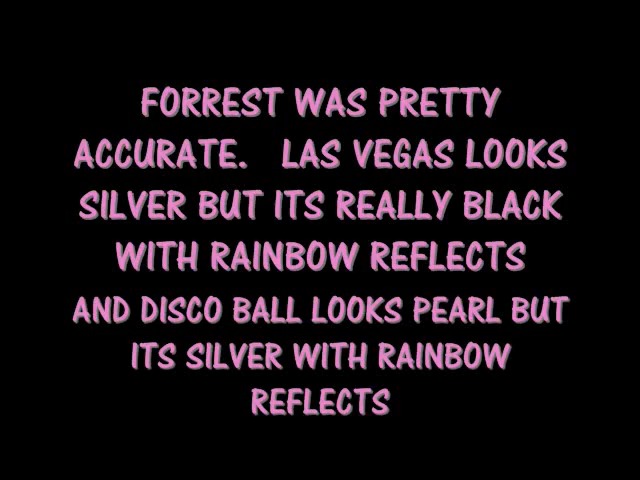 FORREST WAS PRETTY
ACCURATE. LAS VEGAS LOOKS
SILVER BUT ITS REALLY BLACK
WITH RAINBOW REFLECTS
AND DISCO BALL LOOKS PEARL BUT
ITS SILVER WITH RAINBOW
REFLECTS